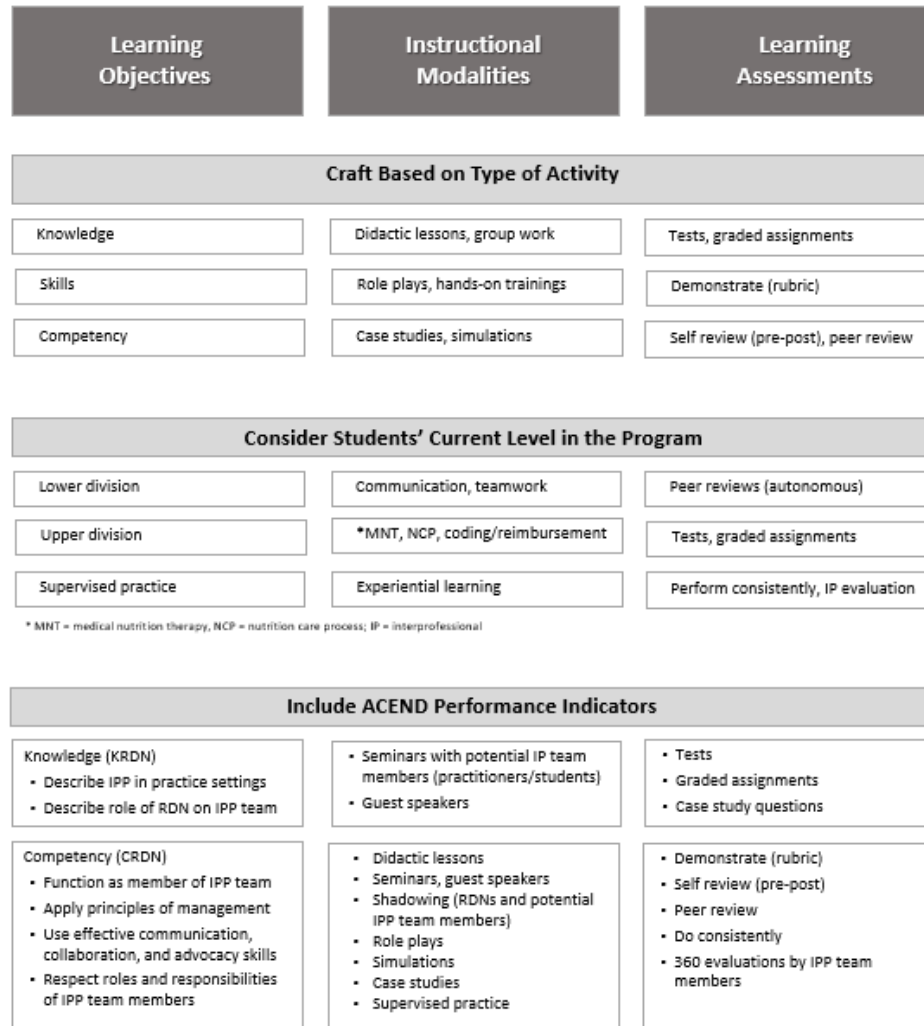 Learning
Objectives
Instructional
Modalities
Learning
Assessments
Craft Based on Type of Activity
Knowledge
Didactic lessons, group work
Tests, graded assignments
Skills
Role plays, hands-on trainings
Demonstrate (rubric)
Competency
Case studies, simulations
Self review (pre-post), peer review
Consider Students' Current Level in the Program
Lower division
Communication, teamwork
Peer reviews (autonomous)
Upper division
*MNT, NCP, coding/reimbursement
Tests, graded assignments
Supervised practice
Experiential learning
Perform consistently, IP evaluation
* MNT = medical nutrition therapy, NCP = nutrition care process; IP = interprofessional
Include ACEND Performance Indicators
Knowledge (KRDN)
▪ Describe IPP in practice settings
▪ Describe role of RDN on IPP team
▪ Seminars with potential IP team
members (practitioners/students)
▪ Guest speakers
▪ Tests
▪ Graded assignments
▪ Case study questions
Competency (CRDN)
▪ Function as member of IPP team
▪ Apply principles of management
▪ Use effective communication,
collaboration, and advocacy skills
▪ Respect roles and responsibilities
of IPP team members
▪ Didactic lessons
▪ Seminars, guest speakers
▪ Shadowing (RDNs and potential
IPP team members)
▪ Role plays
▪ Simulations
▪ Case studies
▪ Supervised practice
▪ Demonstrate (rubric)
▪ Self review (pre-post)
▪ Peer review
▪ Do consistently
▪ 360 evaluations by IPP team
members